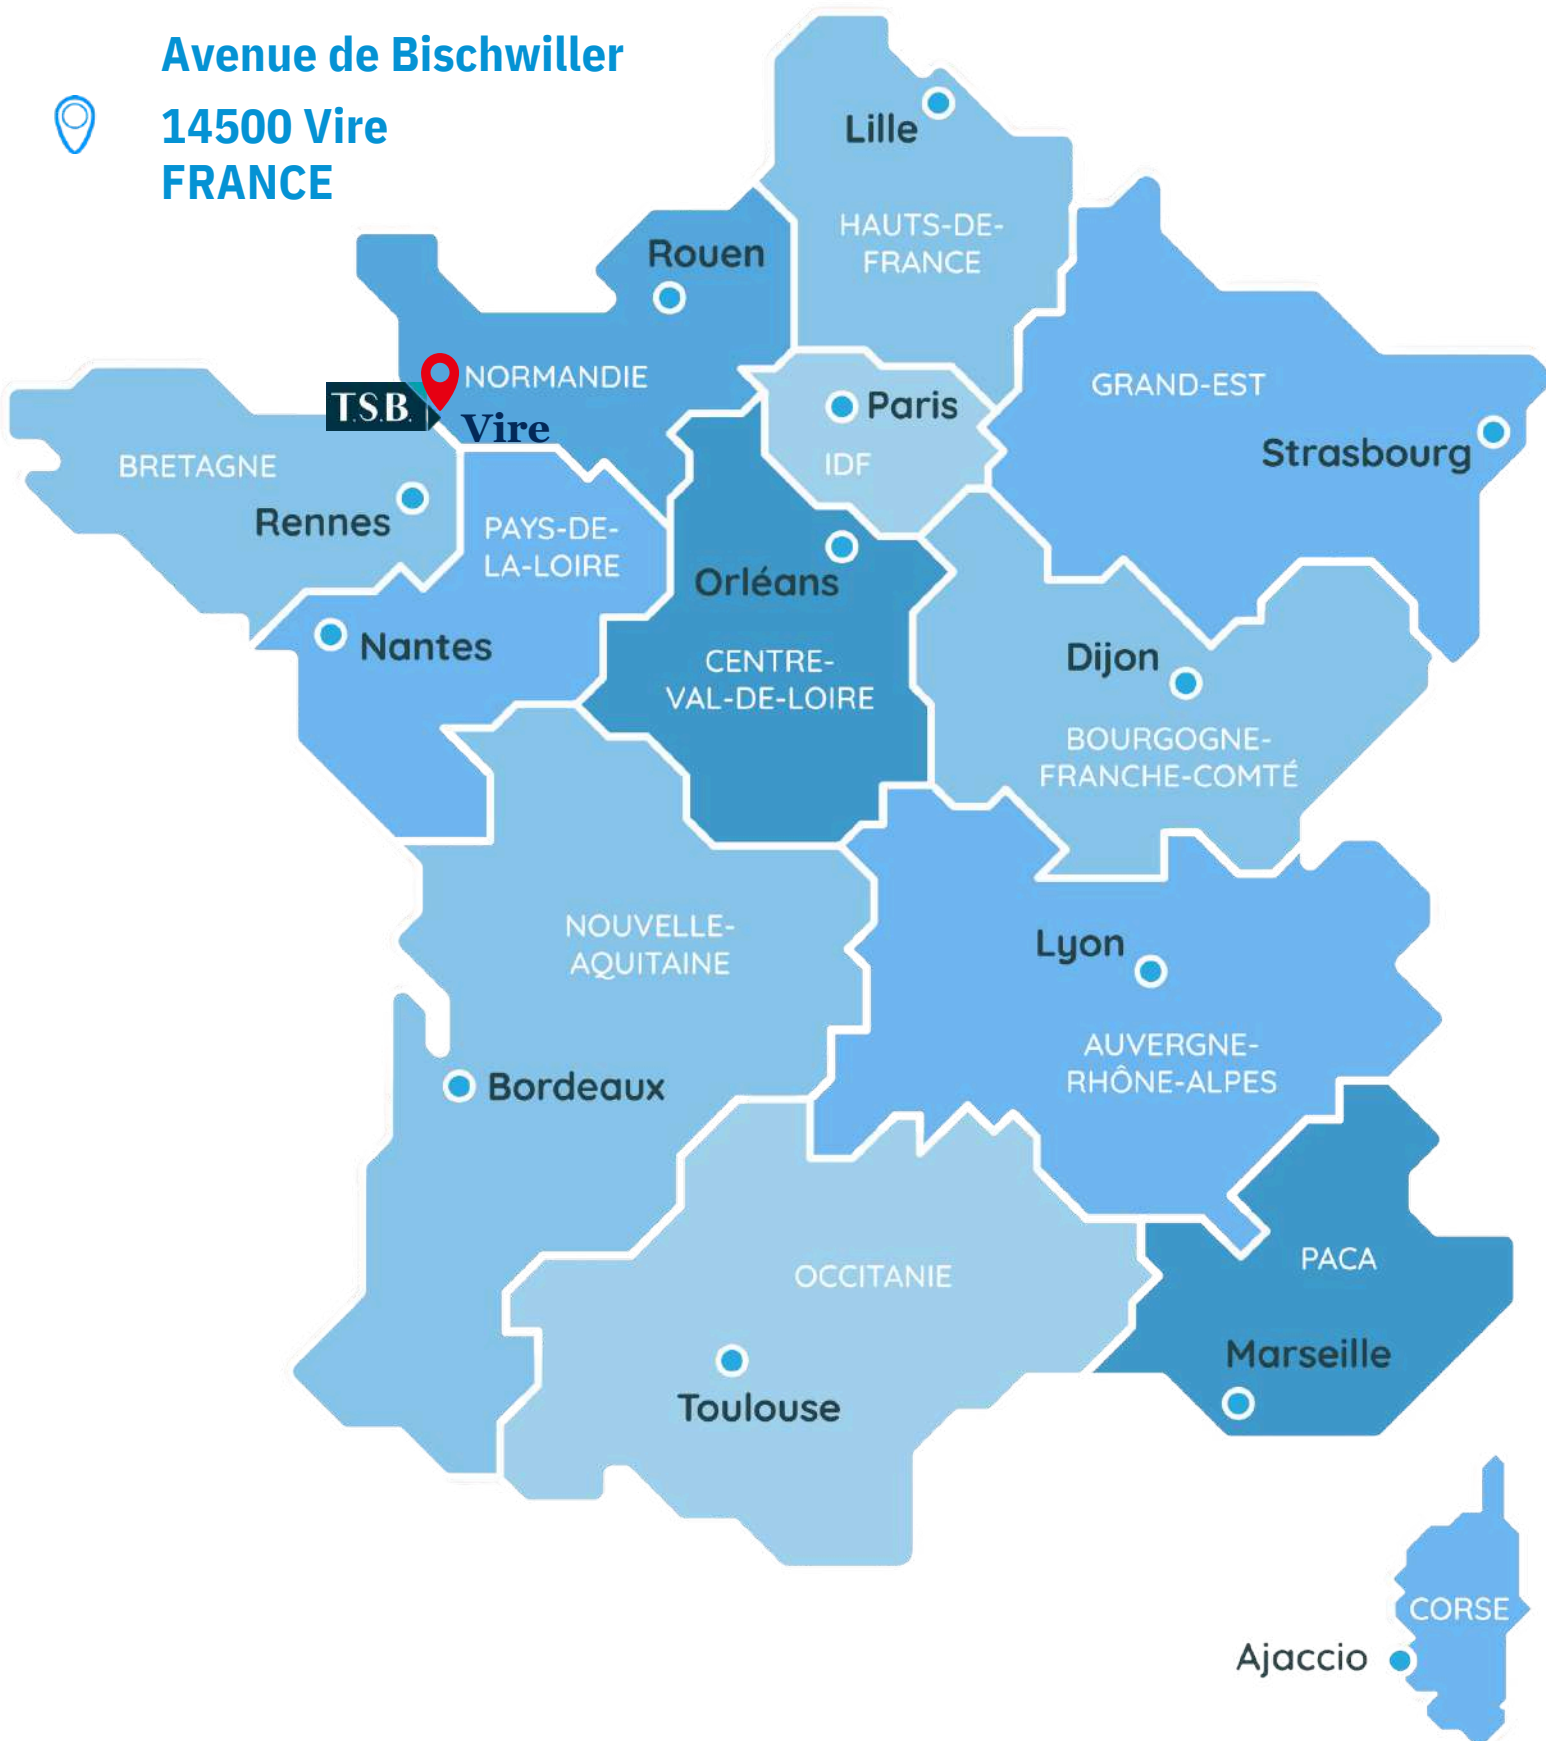 Avenue de Bischwiller
14500 Vire
FRANCE
Lille
HAUTS-DE-
FRANCE
Rouen
NORMANDIE
T.S.B.
Vire
Paris
IDF
GRAND-EST
Strasbourg
BRETAGNE
Rennes
PAYS-DE-
LA-LOIRE
Nantes
Orléans
CENTRE-
VAL-DE-LOIRE
Dijon
BOURGOGNE-
FRANCHE-COMTÉ
NOUVELLE-
AQUITAINE
Bordeaux
Lyon
AUVERGNE-
RHÔNE-ALPES
OCCITANIE
Toulouse
PACA
Marseille
CORSE
Ajaccio